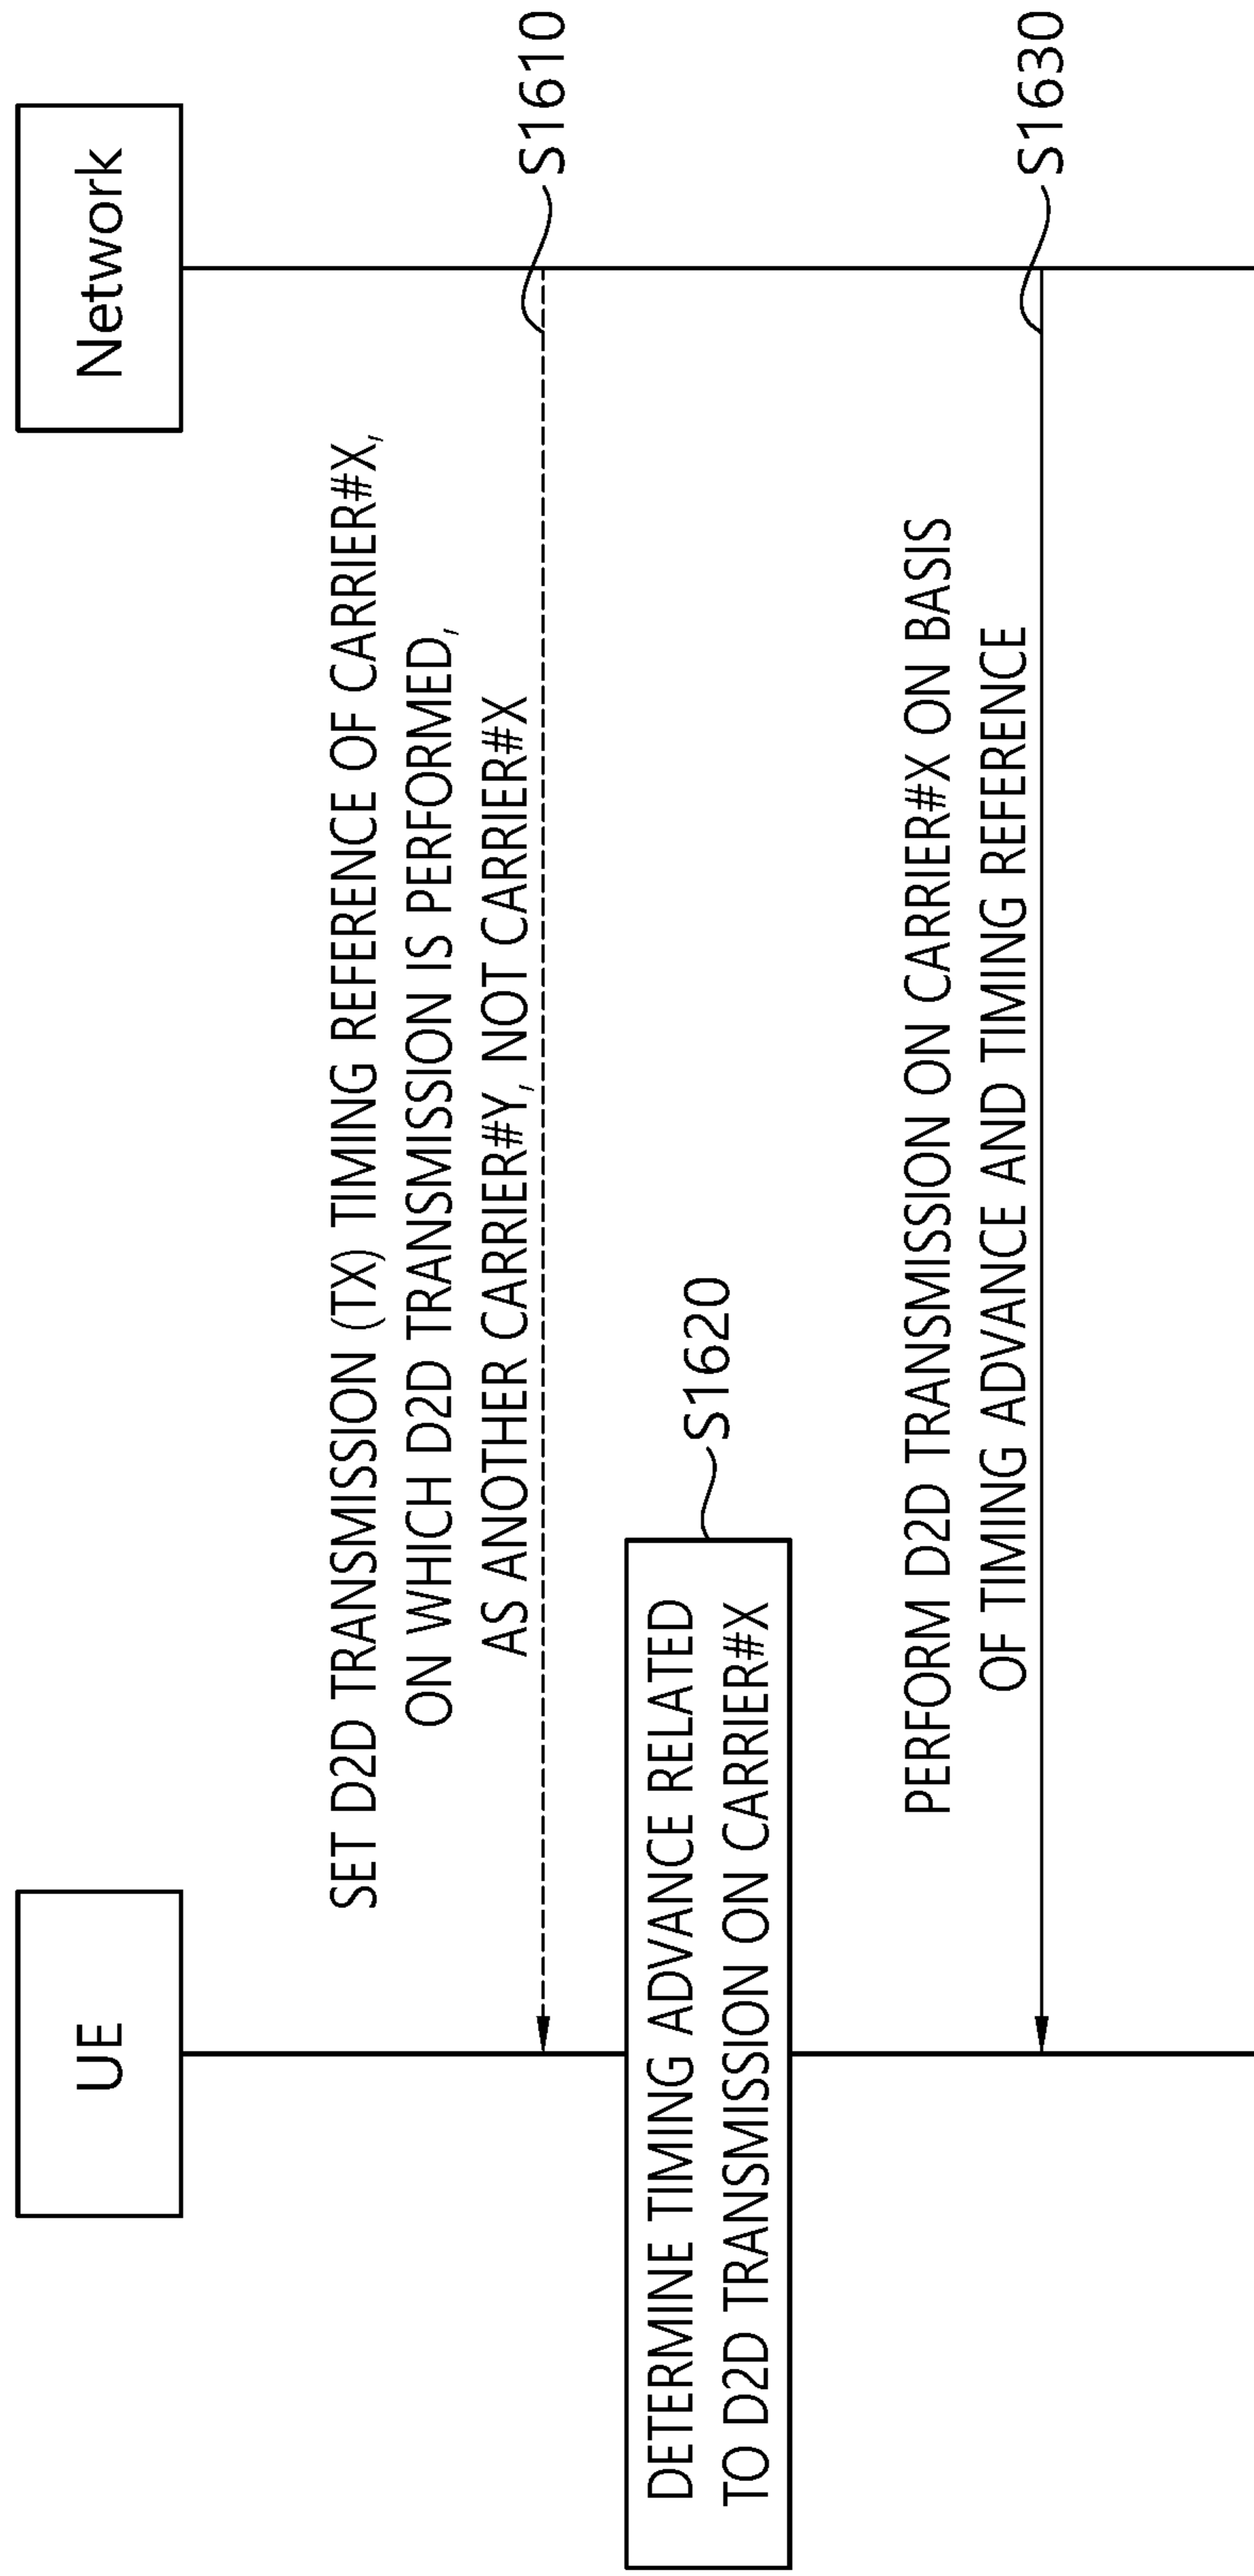 UE
Network
SET D2D TRANSMISSION (TX) TIMING REFERENCE OF CARRIER#X,
ON WHICH D2D TRANSMISSION IS PERFORMED,
AS ANOTHER CARRIER#Y, NOT CARRIER#X
S1610
DETERMINE TIMING ADVANCE RELATED
TO D2D TRANSMISSION ON CARRIER#X
S1620
PERFORM D2D TRANSMISSION ON CARRIER#X ON BASIS
OF TIMING ADVANCE AND TIMING REFERENCE
S1630